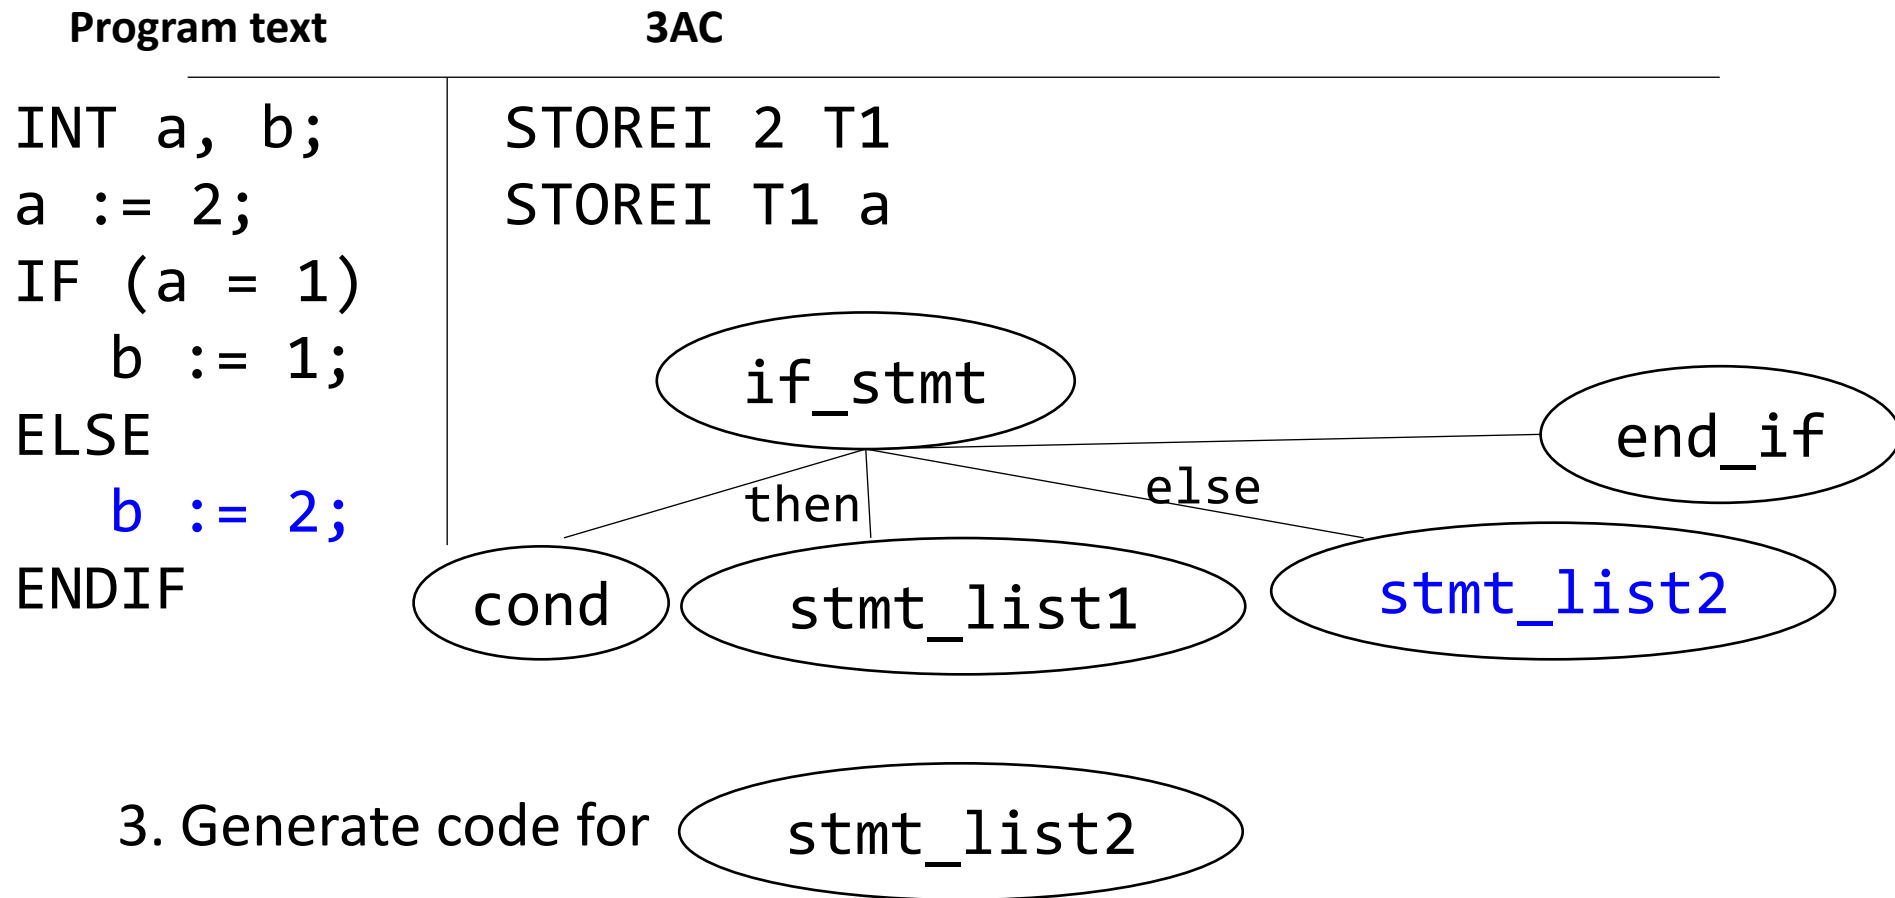 Program text
3AC
INT a, b;
a := 2;
IF (a = 1)
b := 1;
ELSE
b := 2;
ENDIF
STOREI 2 T1
STOREI T1 a
if_stmt
end_if
then
else
cond
stmt_list1
stmt_list2
3. Generate code for
stmt_list2